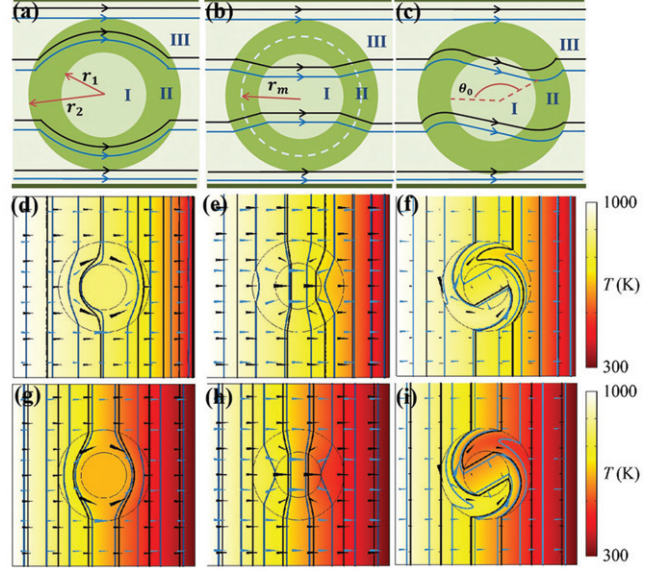 (a)
III
r₁
I
II
r₂
(b)
III
rₘ
I
II
(c)
III
θ₀
I
II
(d)
(e)
(f)
1000
T (K)
300
(g)
(h)
(i)
1000
T (K)
300